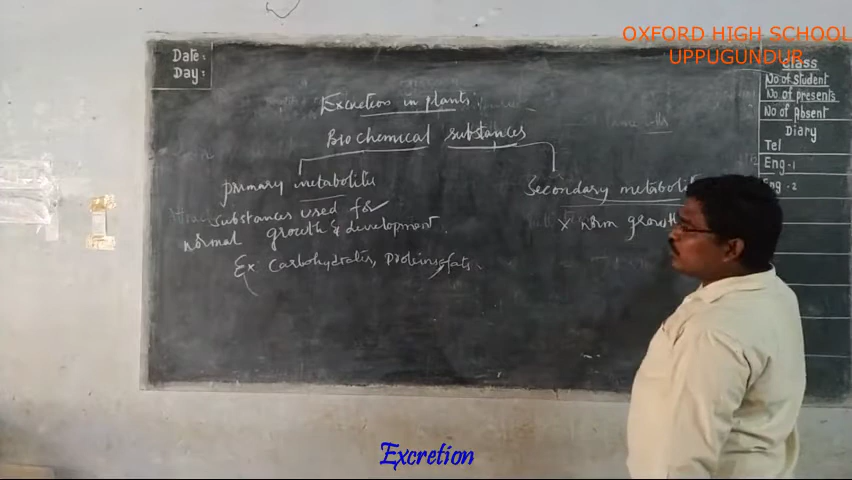 OXFORD HIGH SCHOOL
UPPUGUNDUR
Date:
Day:
Excretion in plants
Biochemical substances
primary metabolites
Secondary metabolit
substances used for
normal growth & development.
x norm growth
Ex: Carbohydrates, Proteins, fats.
Class
No of student
No of presents
No of Absent
Diary
Tel
Eng-1
Eng-2
Excretion